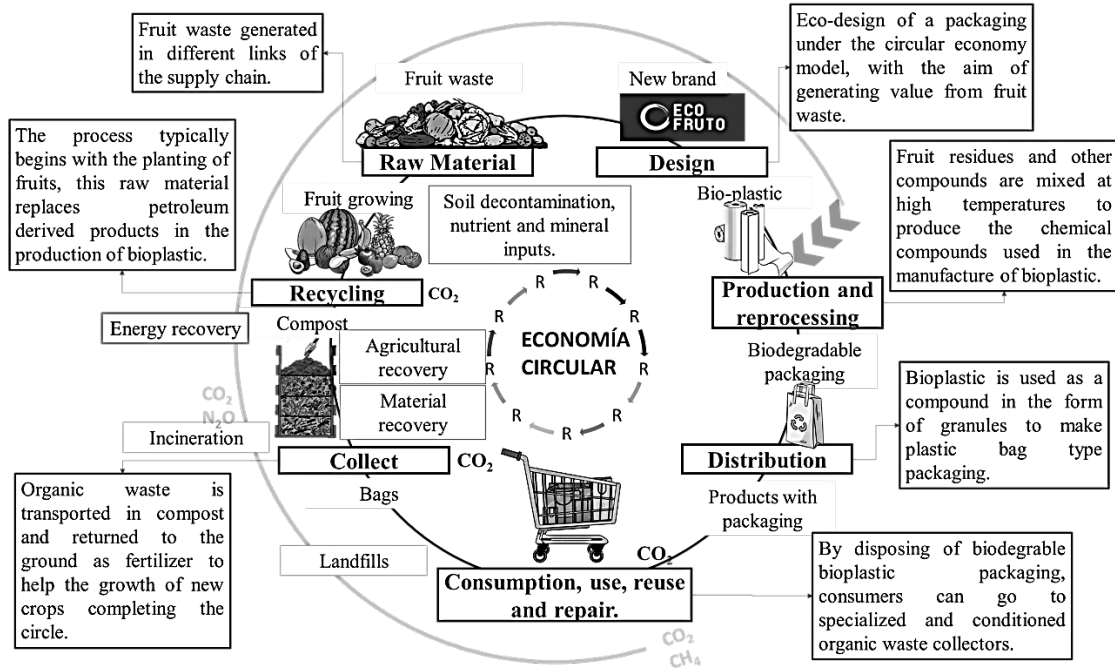 Fruit waste generated
in different links of
the supply chain.
Fruit waste
New brand
ECO
FRUTO
Eco-design of a packaging
under the circular economy
model, with the aim of
generating value from fruit
waste.
Raw Material
Design
The process typically
begins with the planting of
fruits, this raw material
replaces petroleum
derived products in the
production of bioplastic.
Fruit growing
Soil decontamination,
nutrient and mineral
inputs.
Bio-plastic
Fruit residues and other
compounds are mixed at
high temperatures to
produce the chemical
compounds used in the
manufacture of bioplastic.
Recycling
CO2
Production and
reprocessing
Energy recovery
Compost
Agricultural
recovery
Material
recovery
R
R
R
R
R
R
R
R
R
ECONOMÍA
CIRCULAR
Biodegradable
packaging
CO2
N2O
Incineration
Collect
CO2
Distribution
Bioplastic is used as a
compound in the form
of granules to make
plastic bag type
packaging.
Bags
Products with
packaging
Organic waste is
transported in compost
and returned to the
ground as fertilizer to
help the growth of new
crops completing the
circle.
Landfills
CO2
Consumption, use, reuse
and repair.
By disposing of biodegrable
bioplastic packaging,
consumers can go to
specialized and conditioned
organic waste collectors.
CO2
CH4